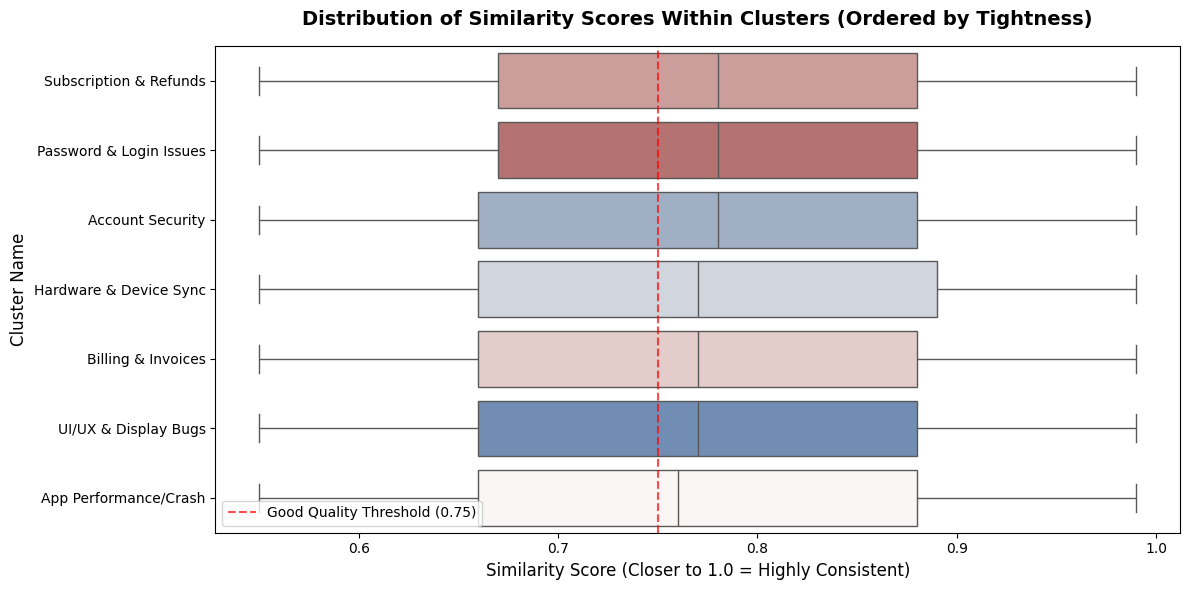 Distribution of Similarity Scores Within Clusters (Ordered by Tightness)
Cluster Name
Subscription & Refunds
Password & Login Issues
Account Security
Hardware & Device Sync
Billing & Invoices
UI/UX & Display Bugs
App Performance/Crash
Good Quality Threshold (0.75)
0.6 0.7 0.8 0.9 1.0
Similarity Score (Closer to 1.0 = Highly Consistent)